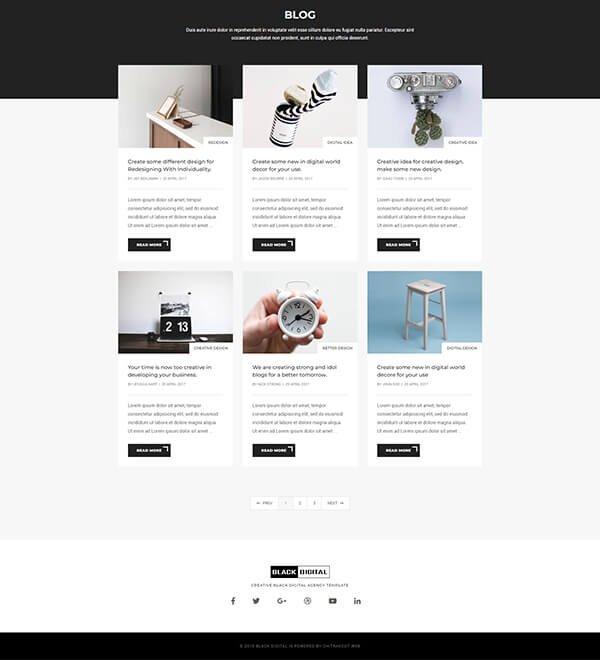 BLOG
Duis aute irure dolor in reprehenderit in voluptate velit esse cillum dolore eu fugiat nulla pariatur. Excepteur sint
occaecat cupidatat non proident, sunt in culpa qui officia deserunt.
REDESIGN
Create some different design for
Redesigning With Individuality.
BY JEF BENJAMIN | 25 APRIL 2017
Lorem ipsum dolor sit amet, tempor
consectetur adipisicing elit, sed do eiusmod
incididunt ut labore et dolore magna aliqua
Ut enim ad Lorem ipsum dolor sit amet ...
READ MORE
DIGITAL IDEA
Create some new in digital world
decor for your use.
BY JASON BOURNE | 25 APRIL 2017
Lorem ipsum dolor sit amet, tempor
consectetur adipisicing elit, sed do eiusmod
incididunt ut labore et dolore magna aliqua
Ut enim ad Lorem ipsum dolor sit amet ...
READ MORE
CREATIVE IDEA
Creative idea for creative design,
make some new design.
25 APRIL 2017
Lorem ipsum dolor sit amet, tempor
consectetur adipisicing elit, sed do eiusmod
incididunt ut labore et dolore magna aliqua
Ut enim ad Lorem ipsum dolor sit amet ...
READ MORE
2 13
CREATIVE DESIGN
Your time is now too creative in
developing your business.
BY JESSICA HART | 25 APRIL 2017
Lorem ipsum dolor sit amet, tempor
consectetur adipisicing elit, sed do eiusmod
incididunt ut labore et dolore magna aliqua
Ut enim ad Lorem ipsum dolor sit amet ...
READ MORE
BETTER DESIGN
We are creating strong and idol
blogs for a better tomorrow.
BY NICK STRONG | 25 APRIL 2017
Lorem ipsum dolor sit amet, tempor
consectetur adipisicing elit, sed do eiusmod
incididunt ut labore et dolore magna aliqua
Ut enim ad Lorem ipsum dolor sit amet ...
READ MORE
DIGITAL DESIGN
Create some new in digital world
decore for your use
BY JOHN DOE | 25 APRIL 2017
Lorem ipsum dolor sit amet, tempor
consectetur adipisicing elit, sed do eiusmod
incididunt ut labore et dolore magna aliqua
Ut enim ad Lorem ipsum dolor sit amet ...
READ MORE
PREV 1 2 3 NEXT
BLACK DIGITAL
CREATIVE BLACK DIGITAL AGENCY TEMPLATE
© 2019 BLACK DIGITAL IS POWERED BY CHITRAKOOT WEB